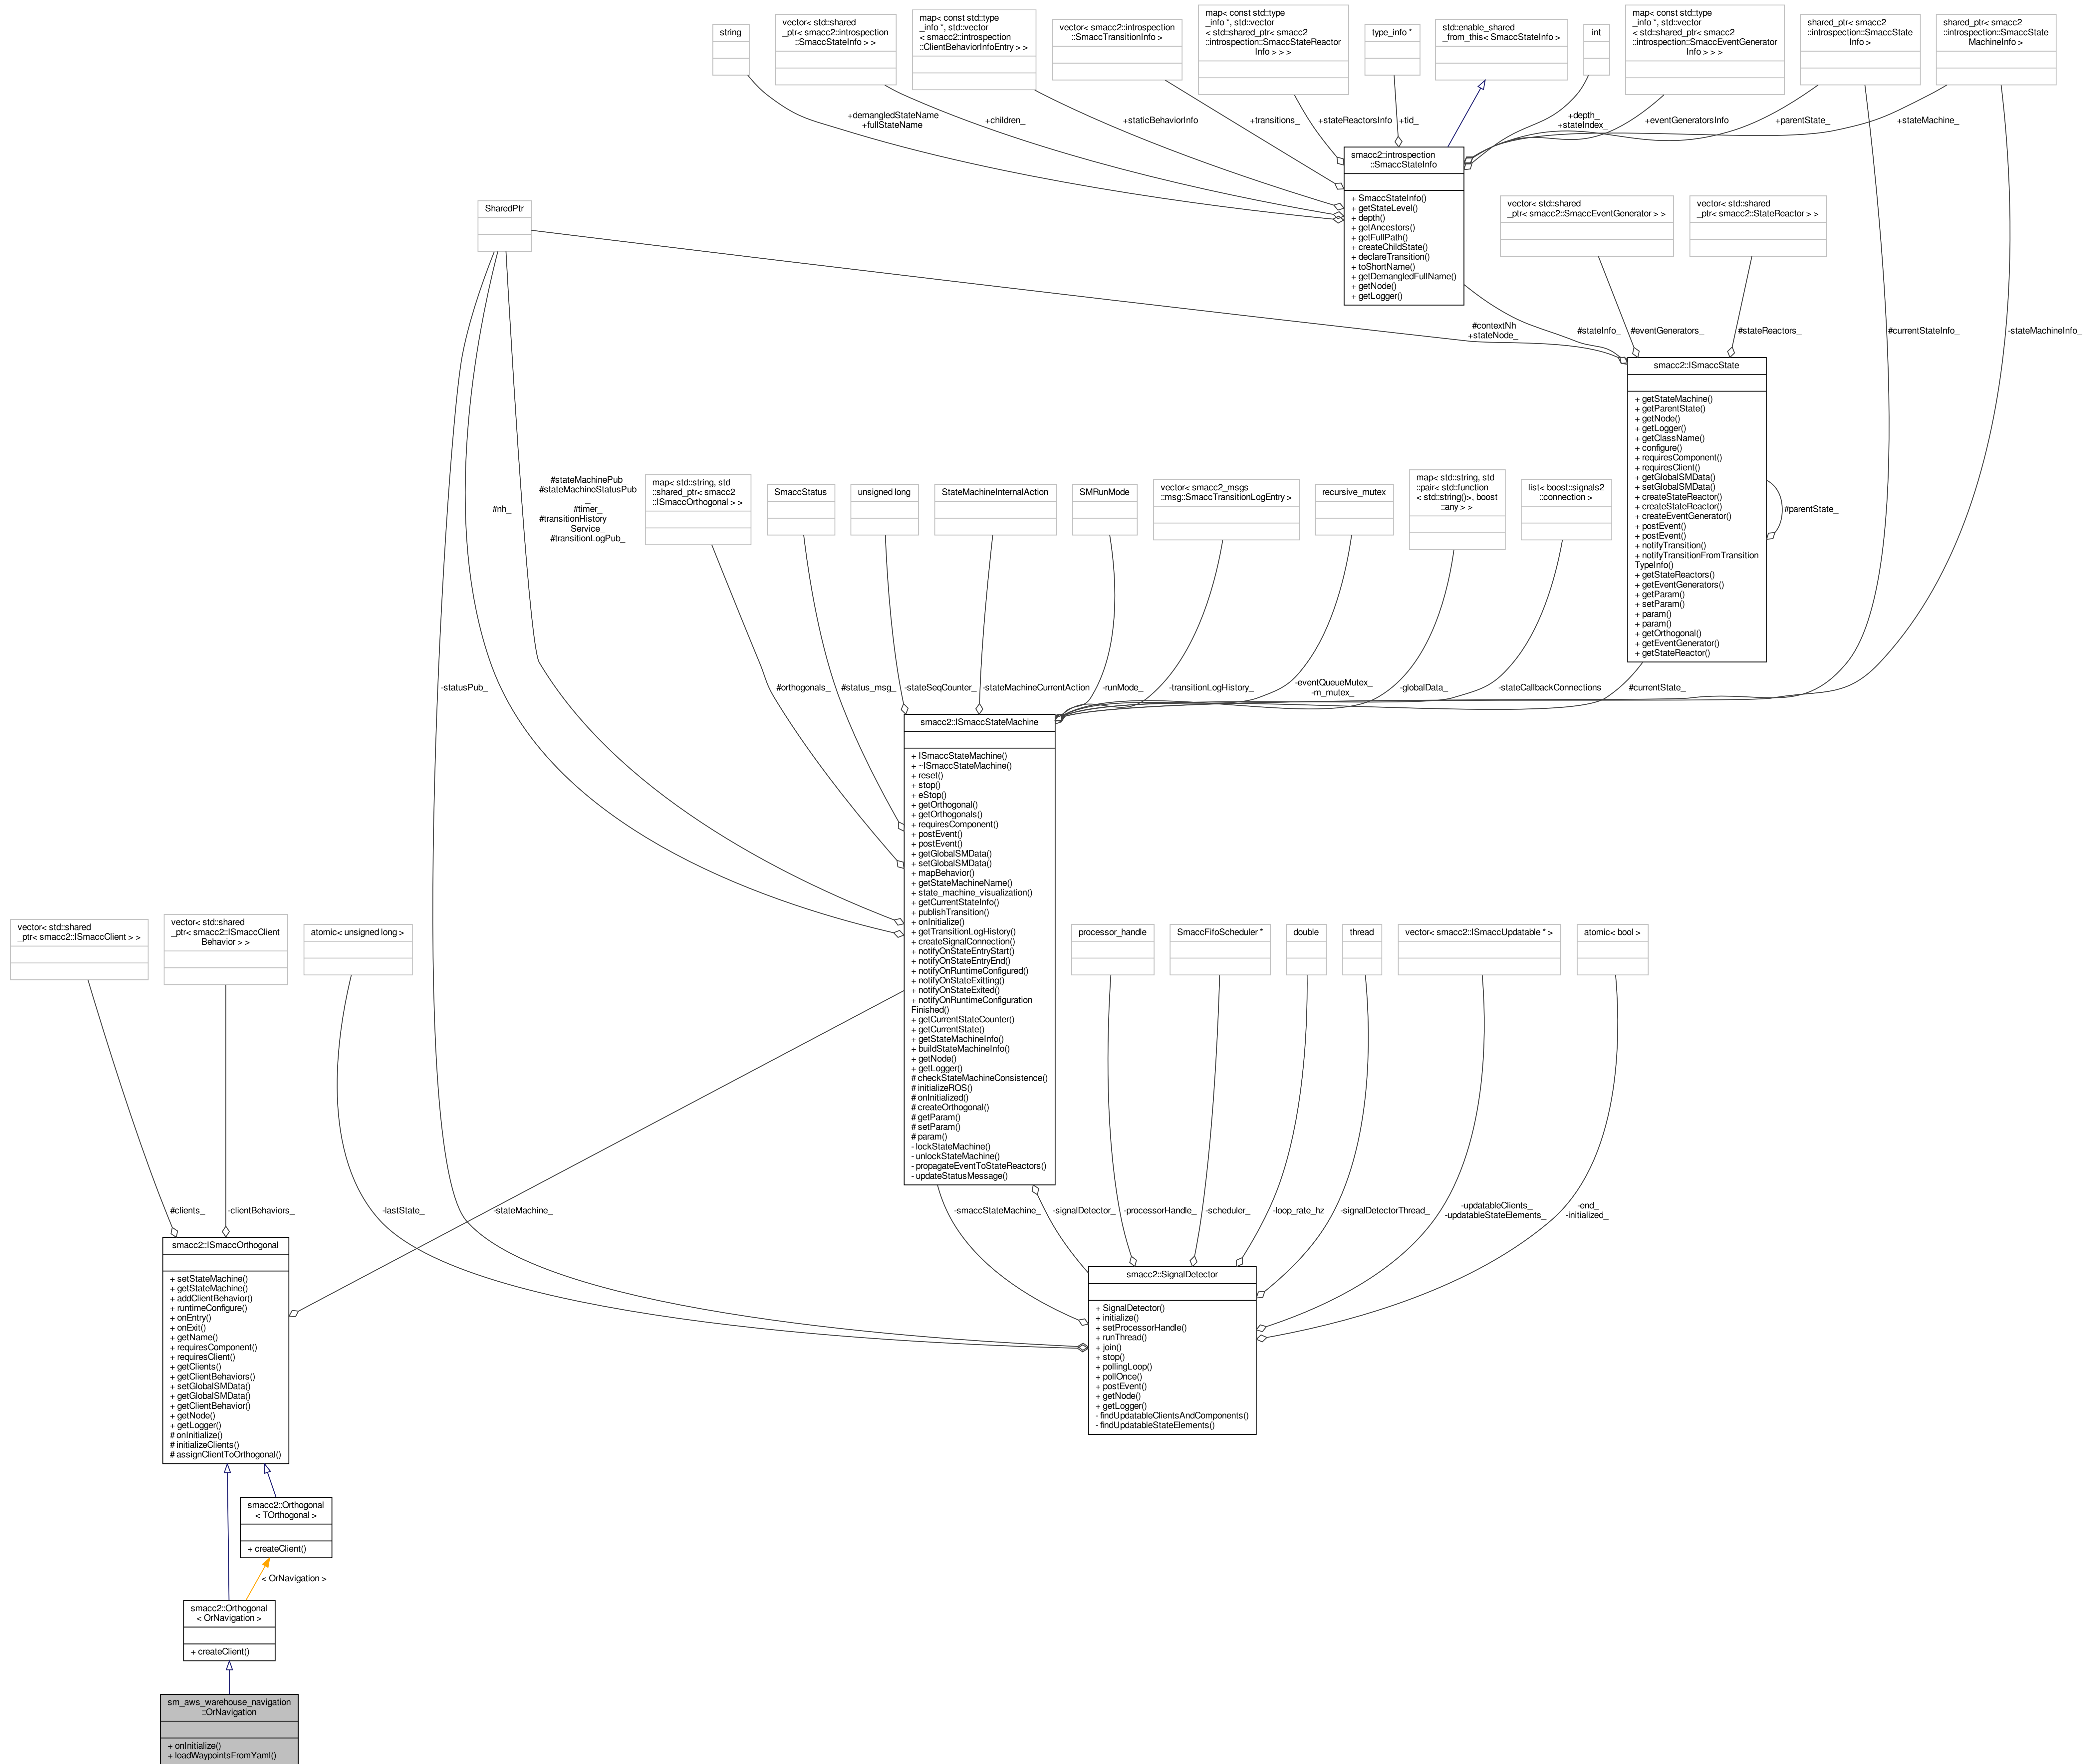 string
vector< std::shared
_ptr< smacc2::introspection
::SmaccStateInfo > >
map< const std::type
_info *, std::vector
< smacc2::introspection
::ClientBehaviorInfoEntry > >
vector< smacc2::introspection
::SmaccTransitionInfo >
map< const std::type
_info *, std::vector
< std::shared_ptr< smacc2
::introspection::SmaccStateReactor
Info > > >
type_info *
std::enable_shared
_from_this< SmaccStateInfo >
int
map< const std::type
_info *, std::vector
< std::shared_ptr< smacc2
::introspection::SmaccEventGenerator
Info > > >
shared_ptr< smacc2
::introspection::SmaccState
Info >
shared_ptr< smacc2
::introspection::SmaccState
MachineInfo >
+demangledStateName
+fullStateName
+children_
+staticBehaviorInfo
+transitions_
+stateReactorsInfo
+tid_
+depth_
+stateIndex_
+eventGeneratorsInfo
+parentState_
+stateMachine_
smacc2::introspection
::SmaccStateInfo
+ SmaccStateInfo()
+ getStateLevel()
+ depth()
+ getAncestors()
+ getFullPath()
+ createChildState()
+ declareTransition()
+ toShortName()
+ getDemangledFullName()
+ getNode()
+ getLogger()
SharedPtr
vector< std::shared
_ptr< smacc2::SmaccEventGenerator > >
vector< std::shared
_ptr< smacc2::StateReactor > >
#contextNh
+stateNode_
#stateInfo_
#eventGenerators_
#stateReactors_
#currentStateInfo_
-stateMachineInfo_
smacc2::ISmaccState
+ getStateMachine()
+ getParentState()
+ getNode()
+ getLogger()
+ getClassName()
+ configure()
+ requiresComponent()
+ requiresClient()
+ getGlobalSMData()
+ setGlobalSMData()
+ createStateReactor()
+ createStateReactor()
+ createEventGenerator()
+ postEvent()
+ postEvent()
+ notifyTransition()
+ notifyTransitionFromTransition
TypeInfo()
+ getStateReactors()
+ getEventGenerators()
+ getParam()
+ setParam()
+ param()
+ param()
+ getOrthogonal()
+ getEventGenerator()
+ getStateReactor()
#parentState_
#nh_
#stateMachinePub_
#stateMachineStatusPub
_
#timer_
#transitionHistory
Service_
#transitionLogPub_
map< std::string, std
::shared_ptr< smacc2
::ISmaccOrthogonal > >
SmaccStatus
unsigned long
StateMachineInternalAction
SMRunMode
vector< smacc2_msgs
::msg::SmaccTransitionLogEntry >
recursive_mutex
map< std::string, std
::pair< std::function
< std::string()>, boost
::any > >
list< boost::signals2
::connection >
-statusPub_
#orthogonals_
#status_msg_
-stateSeqCounter_
-stateMachineCurrentAction
-runMode_
-transitionLogHistory_
-eventQueueMutex_
-m_mutex_
-globalData_
-stateCallbackConnections
#currentState_
smacc2::ISmaccStateMachine
+ ISmaccStateMachine()
+ ~ISmaccStateMachine()
+ reset()
+ stop()
+ eStop()
+ getOrthogonal()
+ getOrthogonals()
+ requiresComponent()
+ postEvent()
+ postEvent()
+ getGlobalSMData()
+ setGlobalSMData()
+ mapBehavior()
+ getStateMachineName()
+ state_machine_visualization()
+ getCurrentStateInfo()
+ publishTransition()
+ onInitialize()
+ getTransitionLogHistory()
+ createSignalConnection()
+ notifyOnStateEntryStart()
+ notifyOnStateEntryEnd()
+ notifyOnRuntimeConfigured()
+ notifyOnStateExitting()
+ notifyOnStateExited()
+ notifyOnRuntimeConfiguration
Finished()
+ getCurrentStateCounter()
+ getCurrentState()
+ getStateMachineInfo()
+ buildStateMachineInfo()
+ getNode()
+ getLogger()
# checkStateMachineConsistence()
# initializeROS()
# onInitialized()
# createOrthogonal()
# getParam()
# setParam()
# param()
- lockStateMachine()
- unlockStateMachine()
- propagateEventToStateReactors()
- updateStatusMessage()
vector< std::shared
_ptr< smacc2::ISmaccClient > >
vector< std::shared
_ptr< smacc2::ISmaccClient
Behavior > >
atomic< unsigned long >
processor_handle
SmaccFifoScheduler *
double
thread
vector< smacc2::ISmaccUpdatable * >
atomic< bool >
#clients_
-clientBehaviors_
-lastState_
-stateMachine_
-smaccStateMachine_
-signalDetector_
-processorHandle_
-scheduler_
-loop_rate_hz
-signalDetectorThread_
-updatableClients_
-updatableStateElements_
-end_
-initialized_
smacc2::ISmaccOrthogonal
+ setStateMachine()
+ getStateMachine()
+ addClientBehavior()
+ runtimeConfigure()
+ onEntry()
+ onExit()
+ getName()
+ requiresComponent()
+ requiresClient()
+ getClients()
+ getClientBehaviors()
+ setGlobalSMData()
+ getGlobalSMData()
+ getClientBehavior()
+ getNode()
+ getLogger()
# onInitialize()
# initializeClients()
# assignClientToOrthogonal()
smacc2::SignalDetector
+ SignalDetector()
+ initialize()
+ setProcessorHandle()
+ runThread()
+ join()
+ stop()
+ pollingLoop()
+ pollOnce()
+ postEvent()
+ getNode()
+ getLogger()
- findUpdatableClientsAndComponents()
- findUpdatableStateElements()
smacc2::Orthogonal
< TOrthogonal >
+ createClient()
< OrNavigation >
smacc2::Orthogonal
< OrNavigation >
+ createClient()
sm_aws_warehouse_navigation
::OrNavigation
+ onInitialize()
+ loadWaypointsFromYaml()